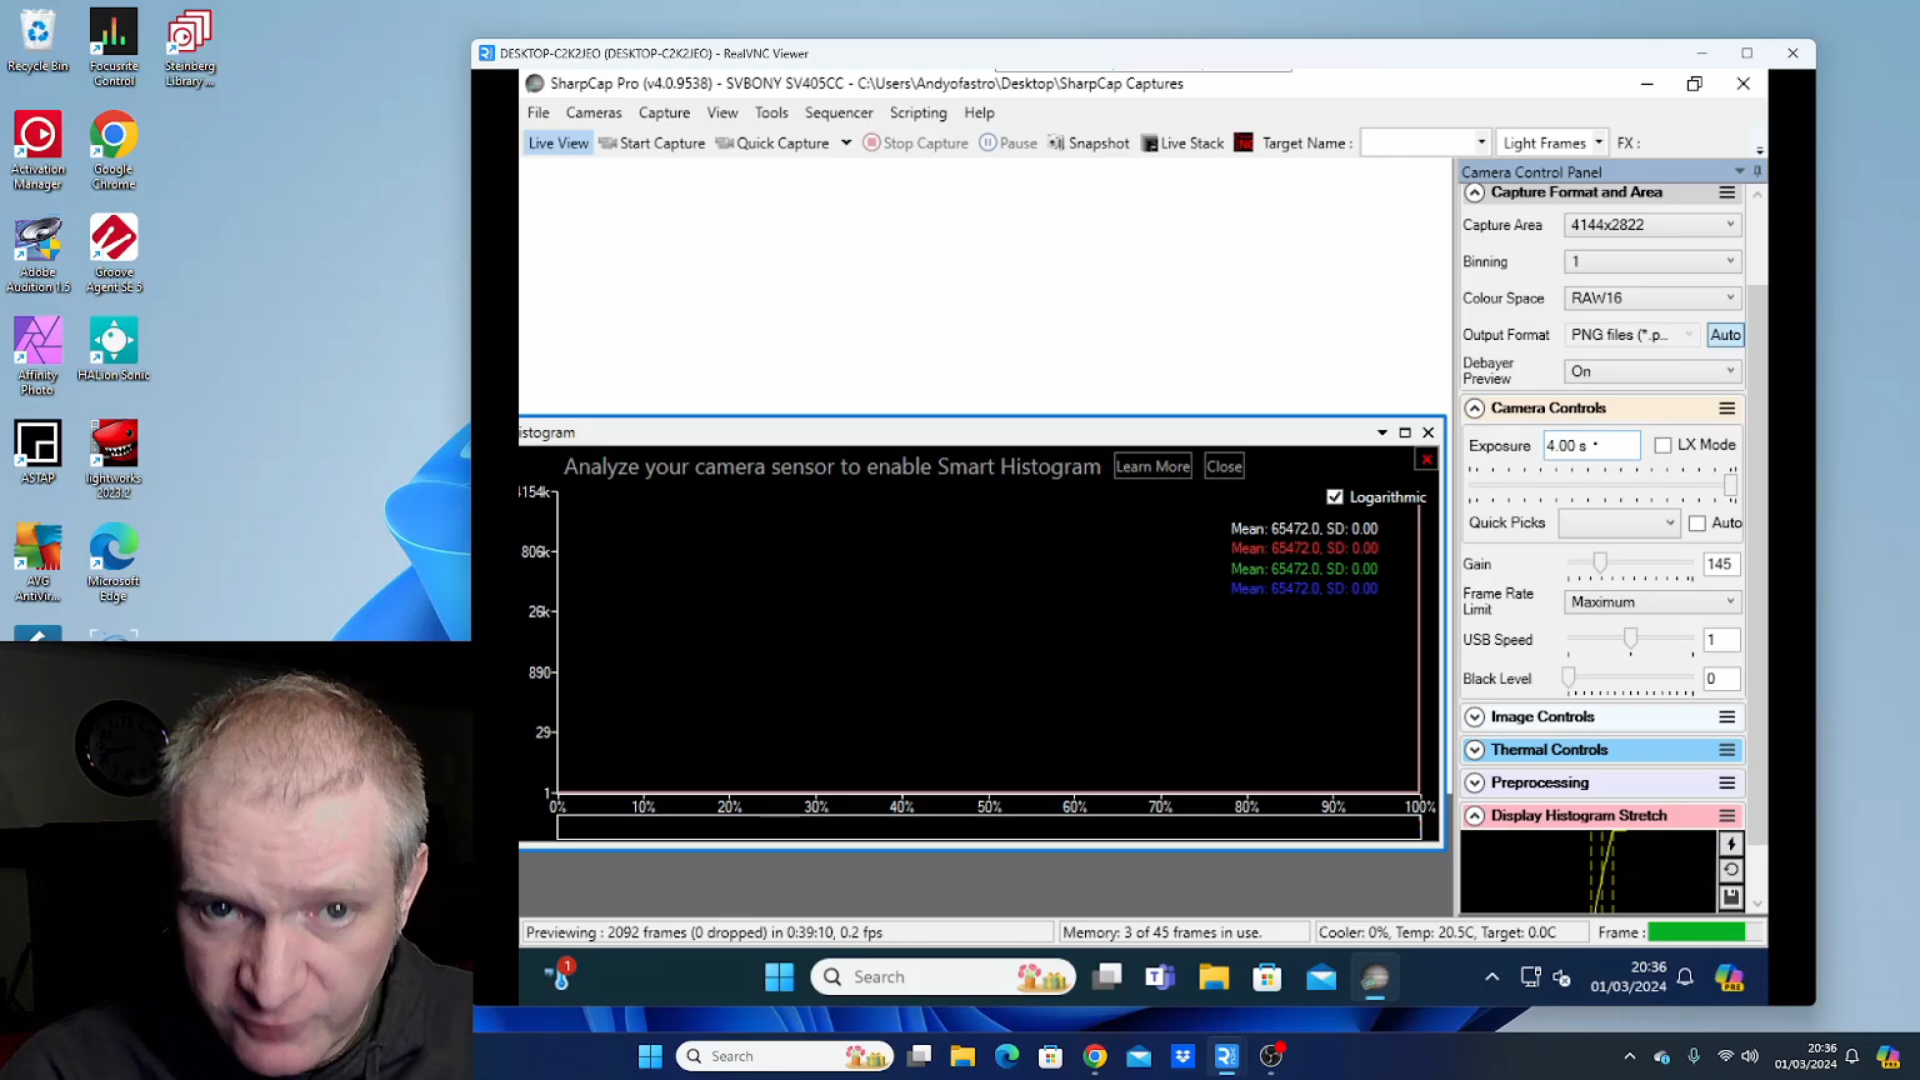 Recycle Bin
Focusrite
Control
Steinberg
Library ...
Activation
Manager
Google
Chrome
Adobe
Audition 1.5
Groove
Agent SE 5
Affinity
Photo
HALion Sonic
ASTAP
lightworks
2023.2
AVG
AntiVir...
Microsoft
Edge
DESKTOP-C2K2JEO (DESKTOP-C2K2JEO) - RealVNC Viewer
SharpCap Pro (v4.0.9538) - SVBONY SV405CC - C:\Users\Andyofastro\Desktop\SharpCap Captures
File Cameras Capture View Tools Sequencer Scripting Help
Live View Start Capture Quick Capture Stop Capture Pause Snapshot Live Stack Target Name : Light Frames FX :
Camera Control Panel
Capture Format and Area
Capture Area 4144x2822
Binning 1
Colour Space RAW16
Output Format PNG files (*.p... Auto
Debayer
Preview On
Camera Controls
Exposure 4.00 s LX Mode
Quick Picks Auto
Gain 145
Frame Rate
Limit Maximum
USB Speed 1
Black Level 0
Image Controls
Thermal Controls
Preprocessing
Display Histogram Stretch
istogram
Analyze your camera sensor to enable Smart Histogram Learn More Close
Logarithmic
Mean: 65472.0, SD: 0.00
Mean: 65472.0, SD: 0.00
Mean: 65472.0, SD: 0.00
Mean: 65472.0, SD: 0.00
4154k
806k
26k
890
29
1
0% 10% 20% 30% 40% 50% 60% 70% 80% 90% 100%
Previewing : 2092 frames (0 dropped) in 0:39:10, 0.2 fps
Memory: 3 of 45 frames in use.
Cooler: 0%, Temp: 20.5C, Target: 0.0C
Frame :
1
Search
20:36
01/03/2024
PRE
Search
20:36
01/03/2024